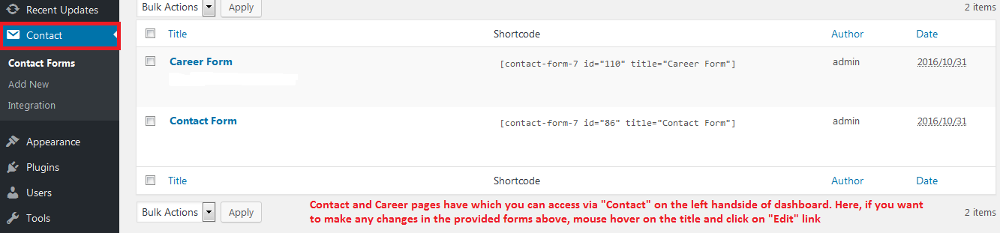 Recent Updates
Contact
Contact Forms
Add New
Integration
Appearance
Plugins
Users
Tools
Bulk Actions Apply 2 items
Title Shortcode Author Date
Career Form [contact-form-7 id="110" title="Career Form"] admin 2016/10/31
Contact Form [contact-form-7 id="86" title="Contact Form"] admin 2016/10/31
Title Shortcode Author Date
Bulk Actions Apply 2 items
Contact and Career pages have which you can access via "Contact" on the left handside of dashboard. Here, if you want
to make any changes in the provided forms above, mouse hover on the title and click on "Edit" link